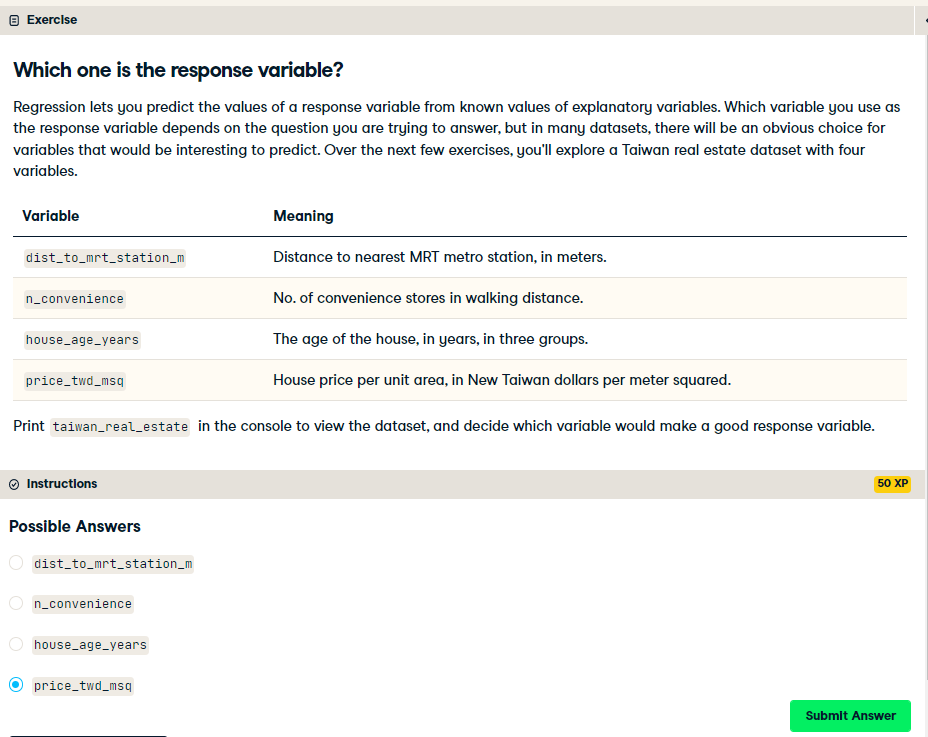 Exercise
Which one is the response variable?
Regression lets you predict the values of a response variable from known values of explanatory variables. Which variable you use as
the response variable depends on the question you are trying to answer, but in many datasets, there will be an obvious choice for
variables that would be interesting to predict. Over the next few exercises, you'll explore a Taiwan real estate dataset with four
variables.
Variable Meaning
dist_to_mrt_station_m Distance to nearest MRT metro station, in meters.
n_convenience No. of convenience stores in walking distance.
house_age_years The age of the house, in years, in three groups.
price_twd_msq House price per unit area, in New Taiwan dollars per meter squared.
Print taiwan_real_estate in the console to view the dataset, and decide which variable would make a good response variable.
Instructions 50 XP
Possible Answers
dist_to_mrt_station_m
n_convenience
house_age_years
price_twd_msq
Submit Answer